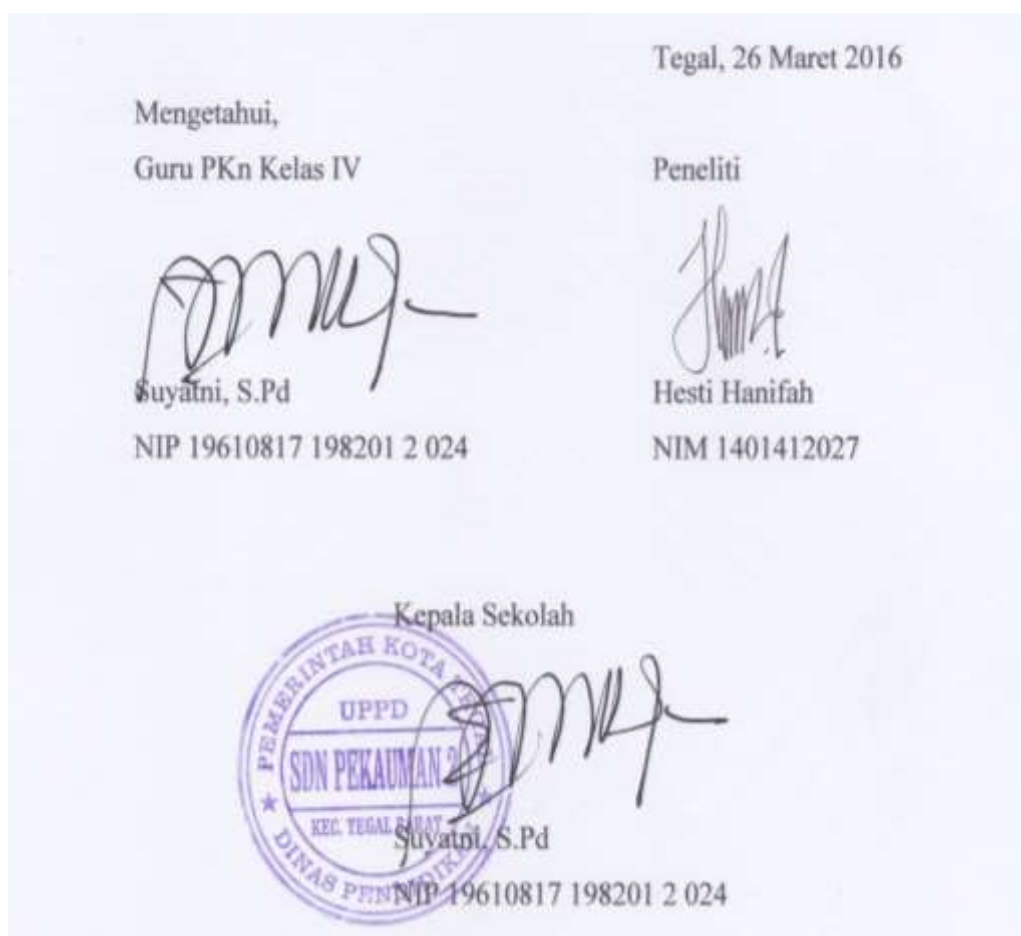 Tegal, 26 Maret 2016
Mengetahui,
Guru PKn Kelas IV
Peneliti
Suyatni, S.Pd
Hesti Hanifah
NIP 19610817 198201 2 024
NIM 1401412027
Kepala Sekolah
PEMERINTAH KOTA TEGAL
UPPD
SDN PEKAUMAN 2
KEC. TEGAL BARAT
DINAS PENDIDIKAN
Suyatni, S.Pd
NIP 19610817 198201 2 024